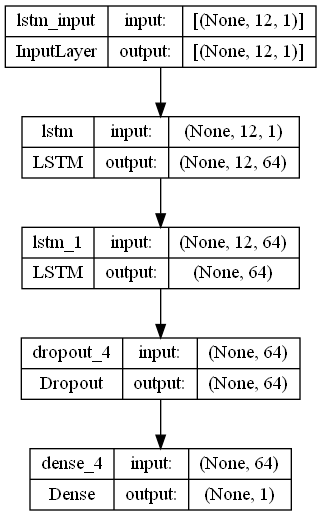 lstm_input input: [(None, 12, 1)]
InputLayer output: [(None, 12, 1)]
lstm input: (None, 12, 1)
LSTM output: (None, 12, 64)
lstm_1 input: (None, 12, 64)
LSTM output: (None, 64)
dropout_4 input: (None, 64)
Dropout output: (None, 64)
dense_4 input: (None, 64)
Dense output: (None, 1)